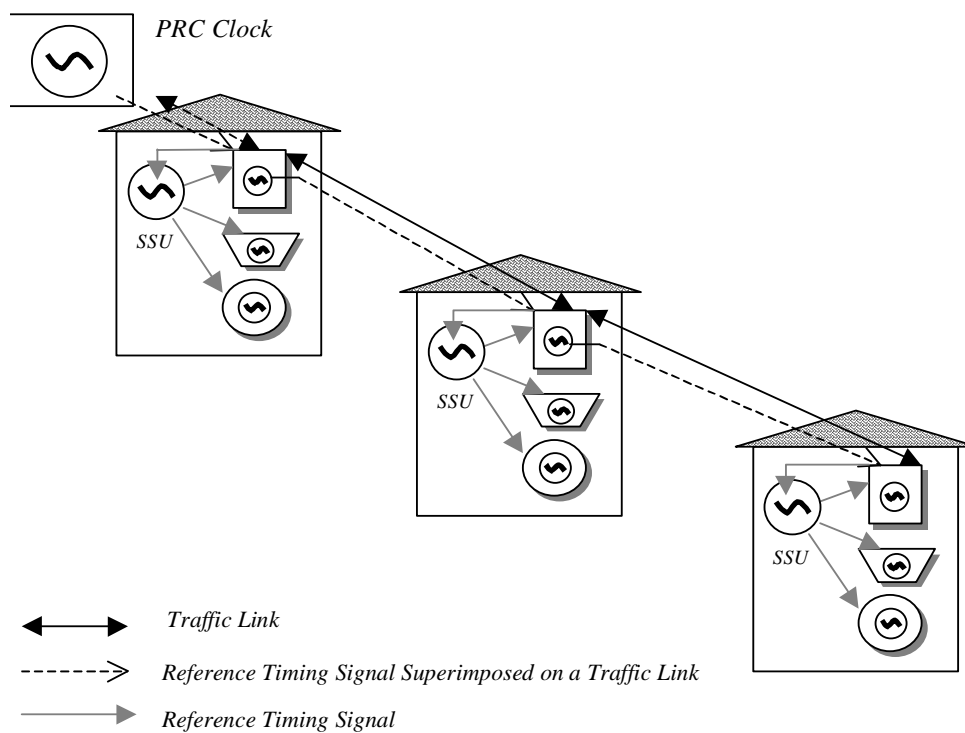 PRC Clock
SSU
SSU
SSU
Traffic Link
Reference Timing Signal Superimposed on a Traffic Link
Reference Timing Signal